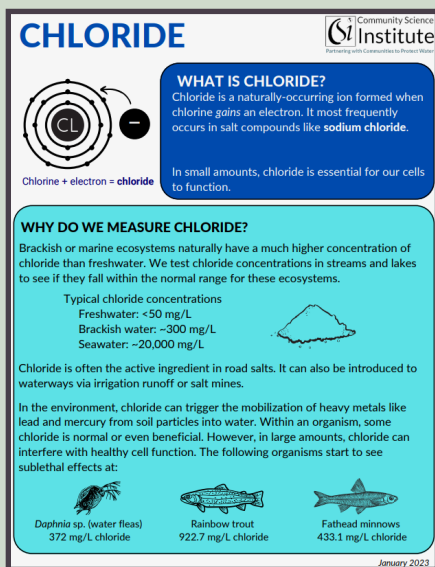 CHLORIDE
Community Science
Institute
Partnering with Communities to Protect Water
CL
−
Chlorine + electron = chloride
WHAT IS CHLORIDE?
Chloride is a naturally-occurring ion formed when
chlorine gains an electron. It most frequently
occurs in salt compounds like sodium chloride.
In small amounts, chloride is essential for our cells
to function.
WHY DO WE MEASURE CHLORIDE?
Brackish or marine ecosystems naturally have a much higher concentration of
chloride than freshwater. We test chloride concentrations in streams and lakes
to see if they fall within the normal range for these ecosystems.
Typical chloride concentrations
Freshwater: <50 mg/L
Brackish water: ~300 mg/L
Seawater: ~20,000 mg/L
Chloride is often the active ingredient in road salts. It can also be introduced to
waterways via irrigation runoff or salt mines.
In the environment, chloride can trigger the mobilization of heavy metals like
lead and mercury from soil particles into water. Within an organism, some
chloride is normal or even beneficial. However, in large amounts, chloride can
interfere with healthy cell function. The following organisms start to see
sublethal effects at:
Daphnia sp. (water fleas)
372 mg/L chloride
Rainbow trout
922.7 mg/L chloride
Fathead minnows
433.1 mg/L chloride
January 2023